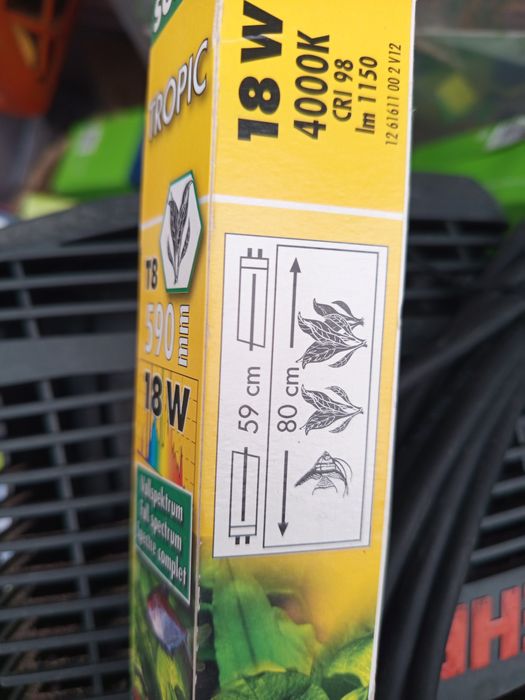 TROPIC
T8
590 mm
18 W
Vollspektrum
Full spectrum
spectre complet
18 W
4000K
CRI 98
lm 1150
12 61611 00 2 V12
59 cm
80 cm